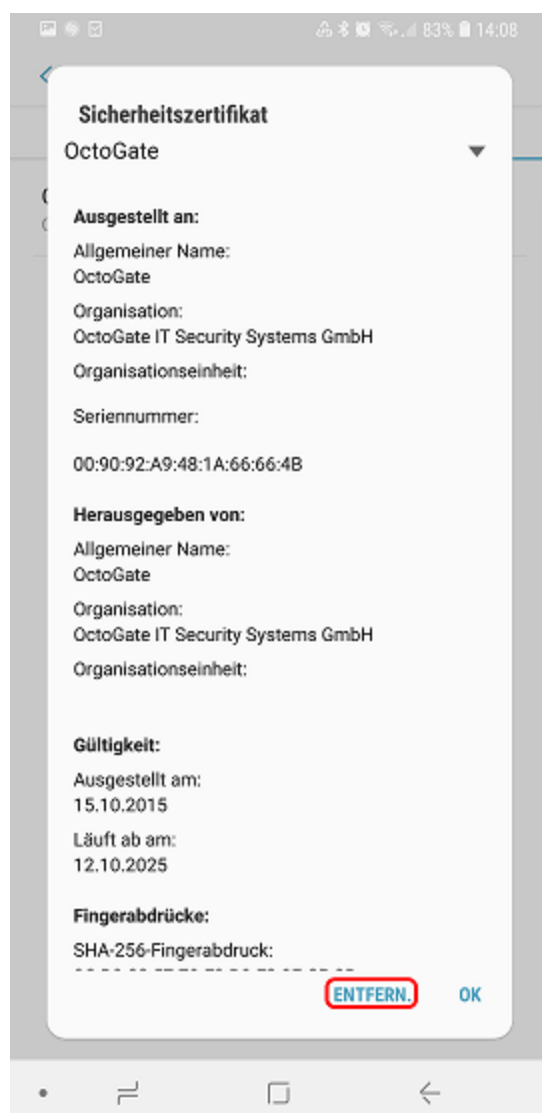 83% 14:08
Sicherheitszertifikat
OctoGate
Ausgestellt an:
Allgemeiner Name:
OctoGate
Organisation:
OctoGate IT Security Systems GmbH
Organisationseinheit:
Seriennummer:
00:90:92:A9:48:1A:66:66:4B
Herausgegeben von:
Allgemeiner Name:
OctoGate
Organisation:
OctoGate IT Security Systems GmbH
Organisationseinheit:
Gültigkeit:
Ausgestellt am:
15.10.2015
Läuft ab am:
12.10.2025
Fingerabdrücke:
SHA-256-Fingerabdruck:
ENTFERN. OK